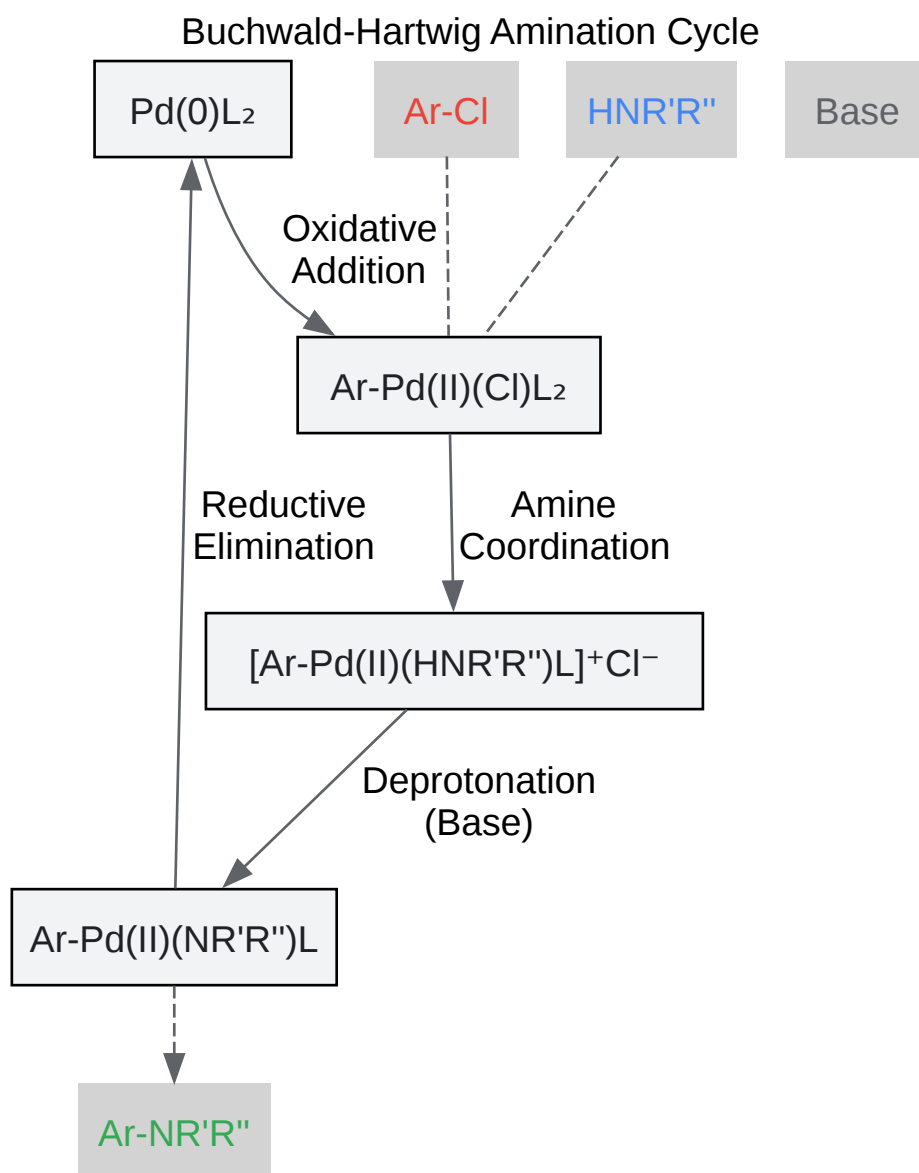 Buchwald-Hartwig Amination Cycle
Pd(0)L₂
Ar-Cl
HNR'R"
Base
Oxidative
Addition
Ar-Pd(II)(Cl)L₂
Reductive
Elimination
Amine
Coordination
[Ar-Pd(II)(HNR'R")L]⁺Cl⁻
Deprotonation
(Base)
Ar-Pd(II)(NR'R")L
Ar-NR'R"